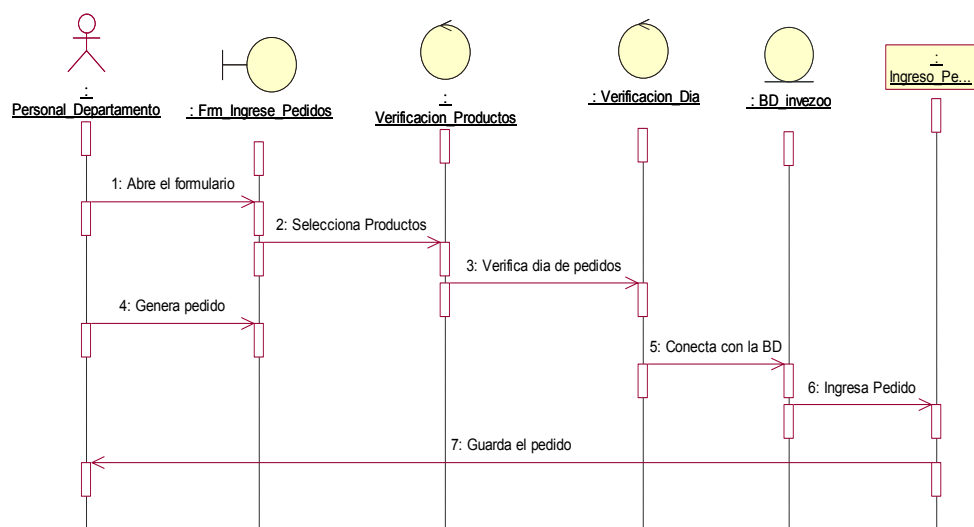 :
Personal_Departamento
: Frm_Ingrese_Pedidos
:
Verificacion_Productos
: Verificacion_Dia
: BD_invezoo
:
Ingreso_Pe...
1: Abre el formulario
2: Selecciona Productos
3: Verifica dia de pedidos
4: Genera pedido
5: Conecta con la BD
6: Ingresa Pedido
7: Guarda el pedido